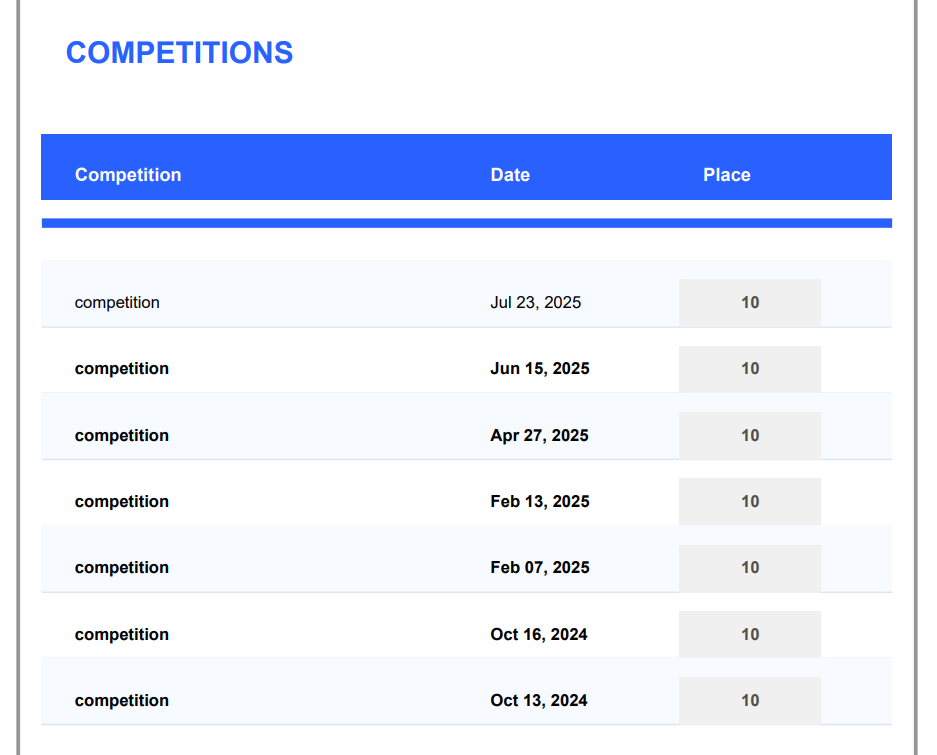 COMPETITIONS
Competition Date Place
competition Jul 23, 2025 10
competition Jun 15, 2025 10
competition Apr 27, 2025 10
competition Feb 13, 2025 10
competition Feb 07, 2025 10
competition Oct 16, 2024 10
competition Oct 13, 2024 10